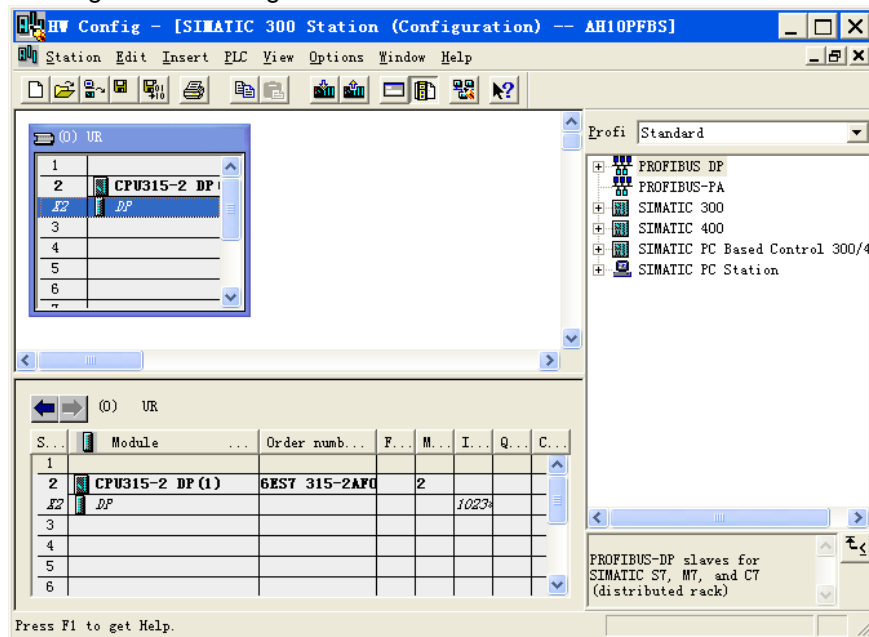 HW Config - [SIMATIC 300 Station (Configuration) -- AH10PFBS]
Station Edit Insert PLC View Options Window Help
(0) UR
1
2 CPU315-2 DP(
X2 DP
3
4
5
6
7
Profi Standard
PROFIBUS DP
PROFIBUS-PA
SIMATIC 300
SIMATIC 400
SIMATIC PC Based Control 300/4
SIMATIC PC Station
(0) UR
S... Module ... Order numb... F... M... I... Q... C...
1
2 CPU315-2 DP(1) 6ES7 315-2AF0 2
X2 DP 1023*
3
4
5
6
PROFIBUS-DP slaves for
SIMATIC S7, M7, and C7
(distributed rack)
Press F1 to get Help.